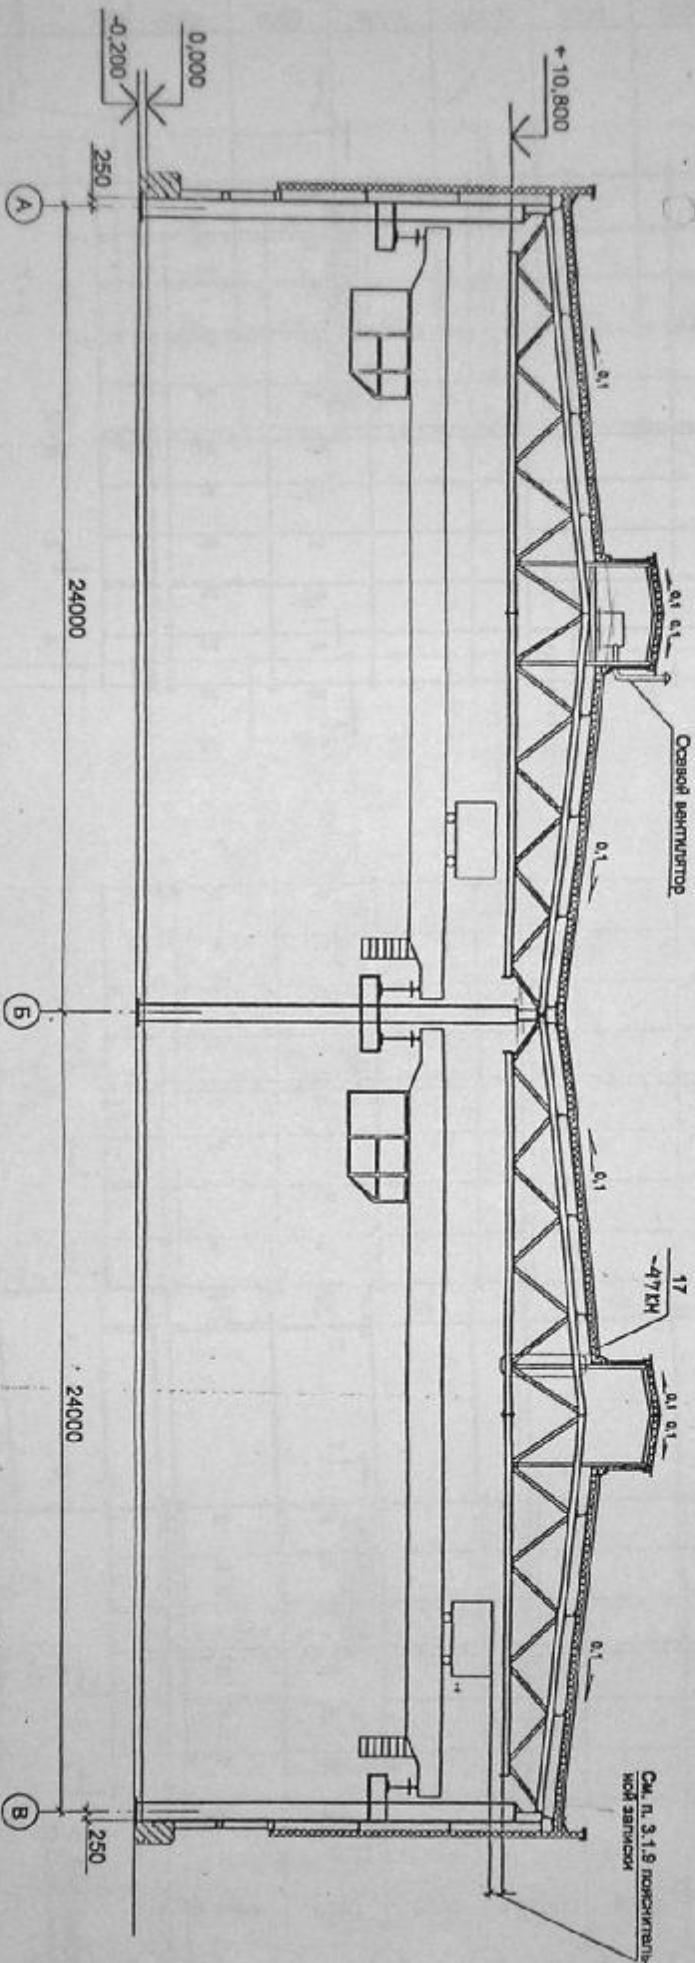 Осевой вентилятор
См. п. 3.1.9 пояснитель-
ной записки
17
-47КН
+10,800
0,1
0,1 0,1
0,1
0,1
0,1 0,1
0,1
0,000
-0,200
250
24000
24000
250
А
Б
В